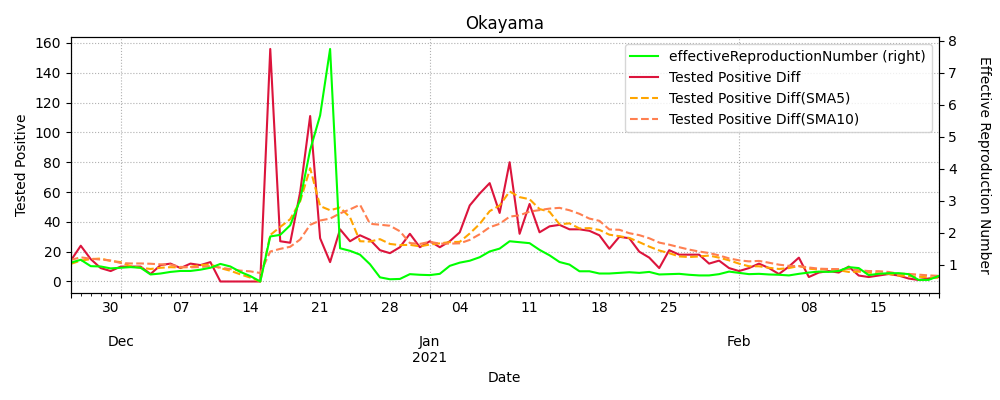 Okayama
effectiveReproductionNumber (right)
Tested Positive Diff
Tested Positive Diff(SMA5)
Tested Positive Diff(SMA10)
Tested Positive
160
140
120
100
80
60
40
20
0
8
7
6
5
4
3
2
1
Effective Reproduction Number
30 07 14 21 28 04 11 18 25 08 15
Dec Jan Feb
2021
Date